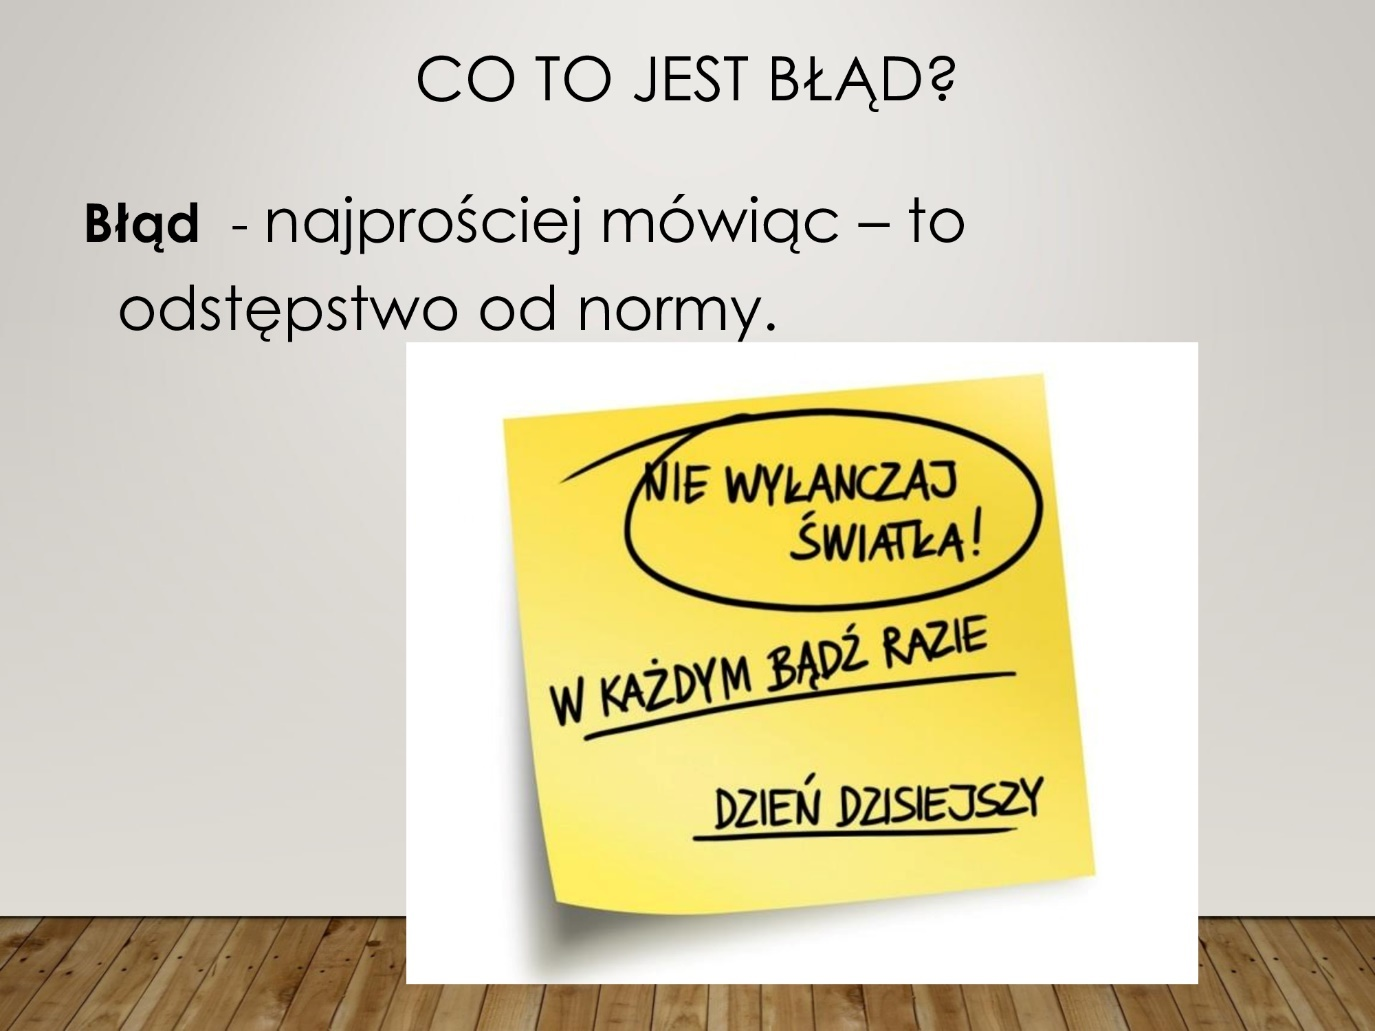 CO TO JEST BŁĄD?
Błąd - najprościej mówiąc – to
odstępstwo od normy.
NIE WYŁANCZAJ
ŚWIATŁA!
W KAŻDYM BĄDŹ RAZIE
DZIEŃ DZISIEJSZY